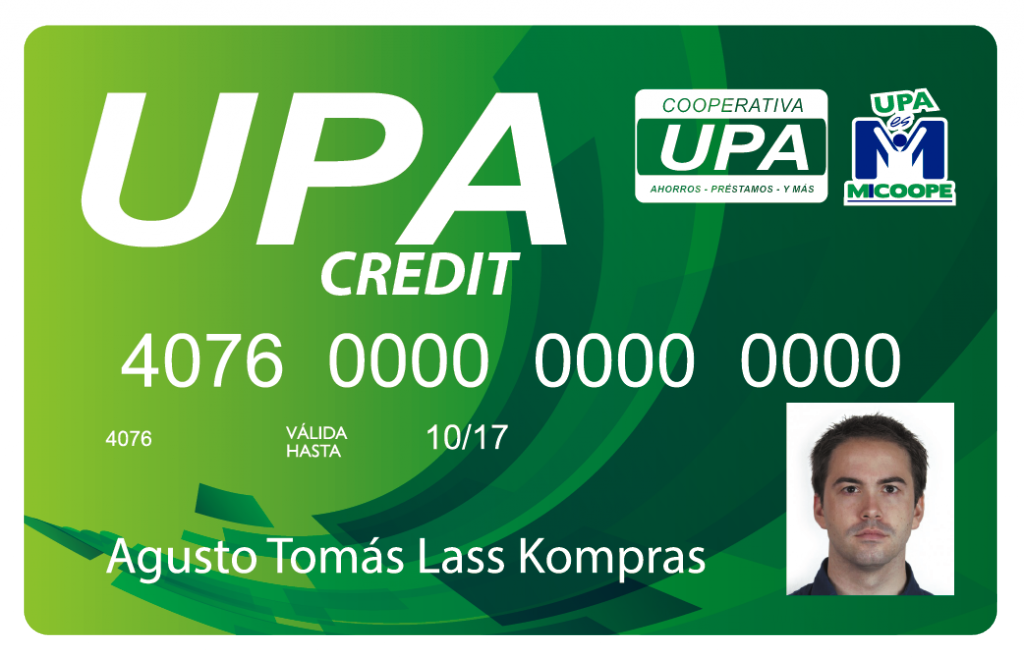 UPA
CREDIT
COOPERATIVA
UPA
AHORROS - PRÉSTAMOS - Y MÁS
UPA
es
M
MICOOPE
4076 0000 0000 0000
4076 VÁLIDA HASTA 10/17
Agusto Tomás Lass Kompras